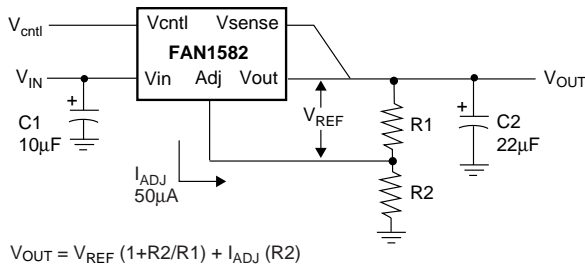 Vcntl
Vcntl Vsense
FAN1582
VIN
Vin Adj Vout
VOUT
+
C1
10µF
VREF
R1
+
C2
22µF
IADJ
50µA
R2
VOUT = VREF (1+R2/R1) + IADJ (R2)